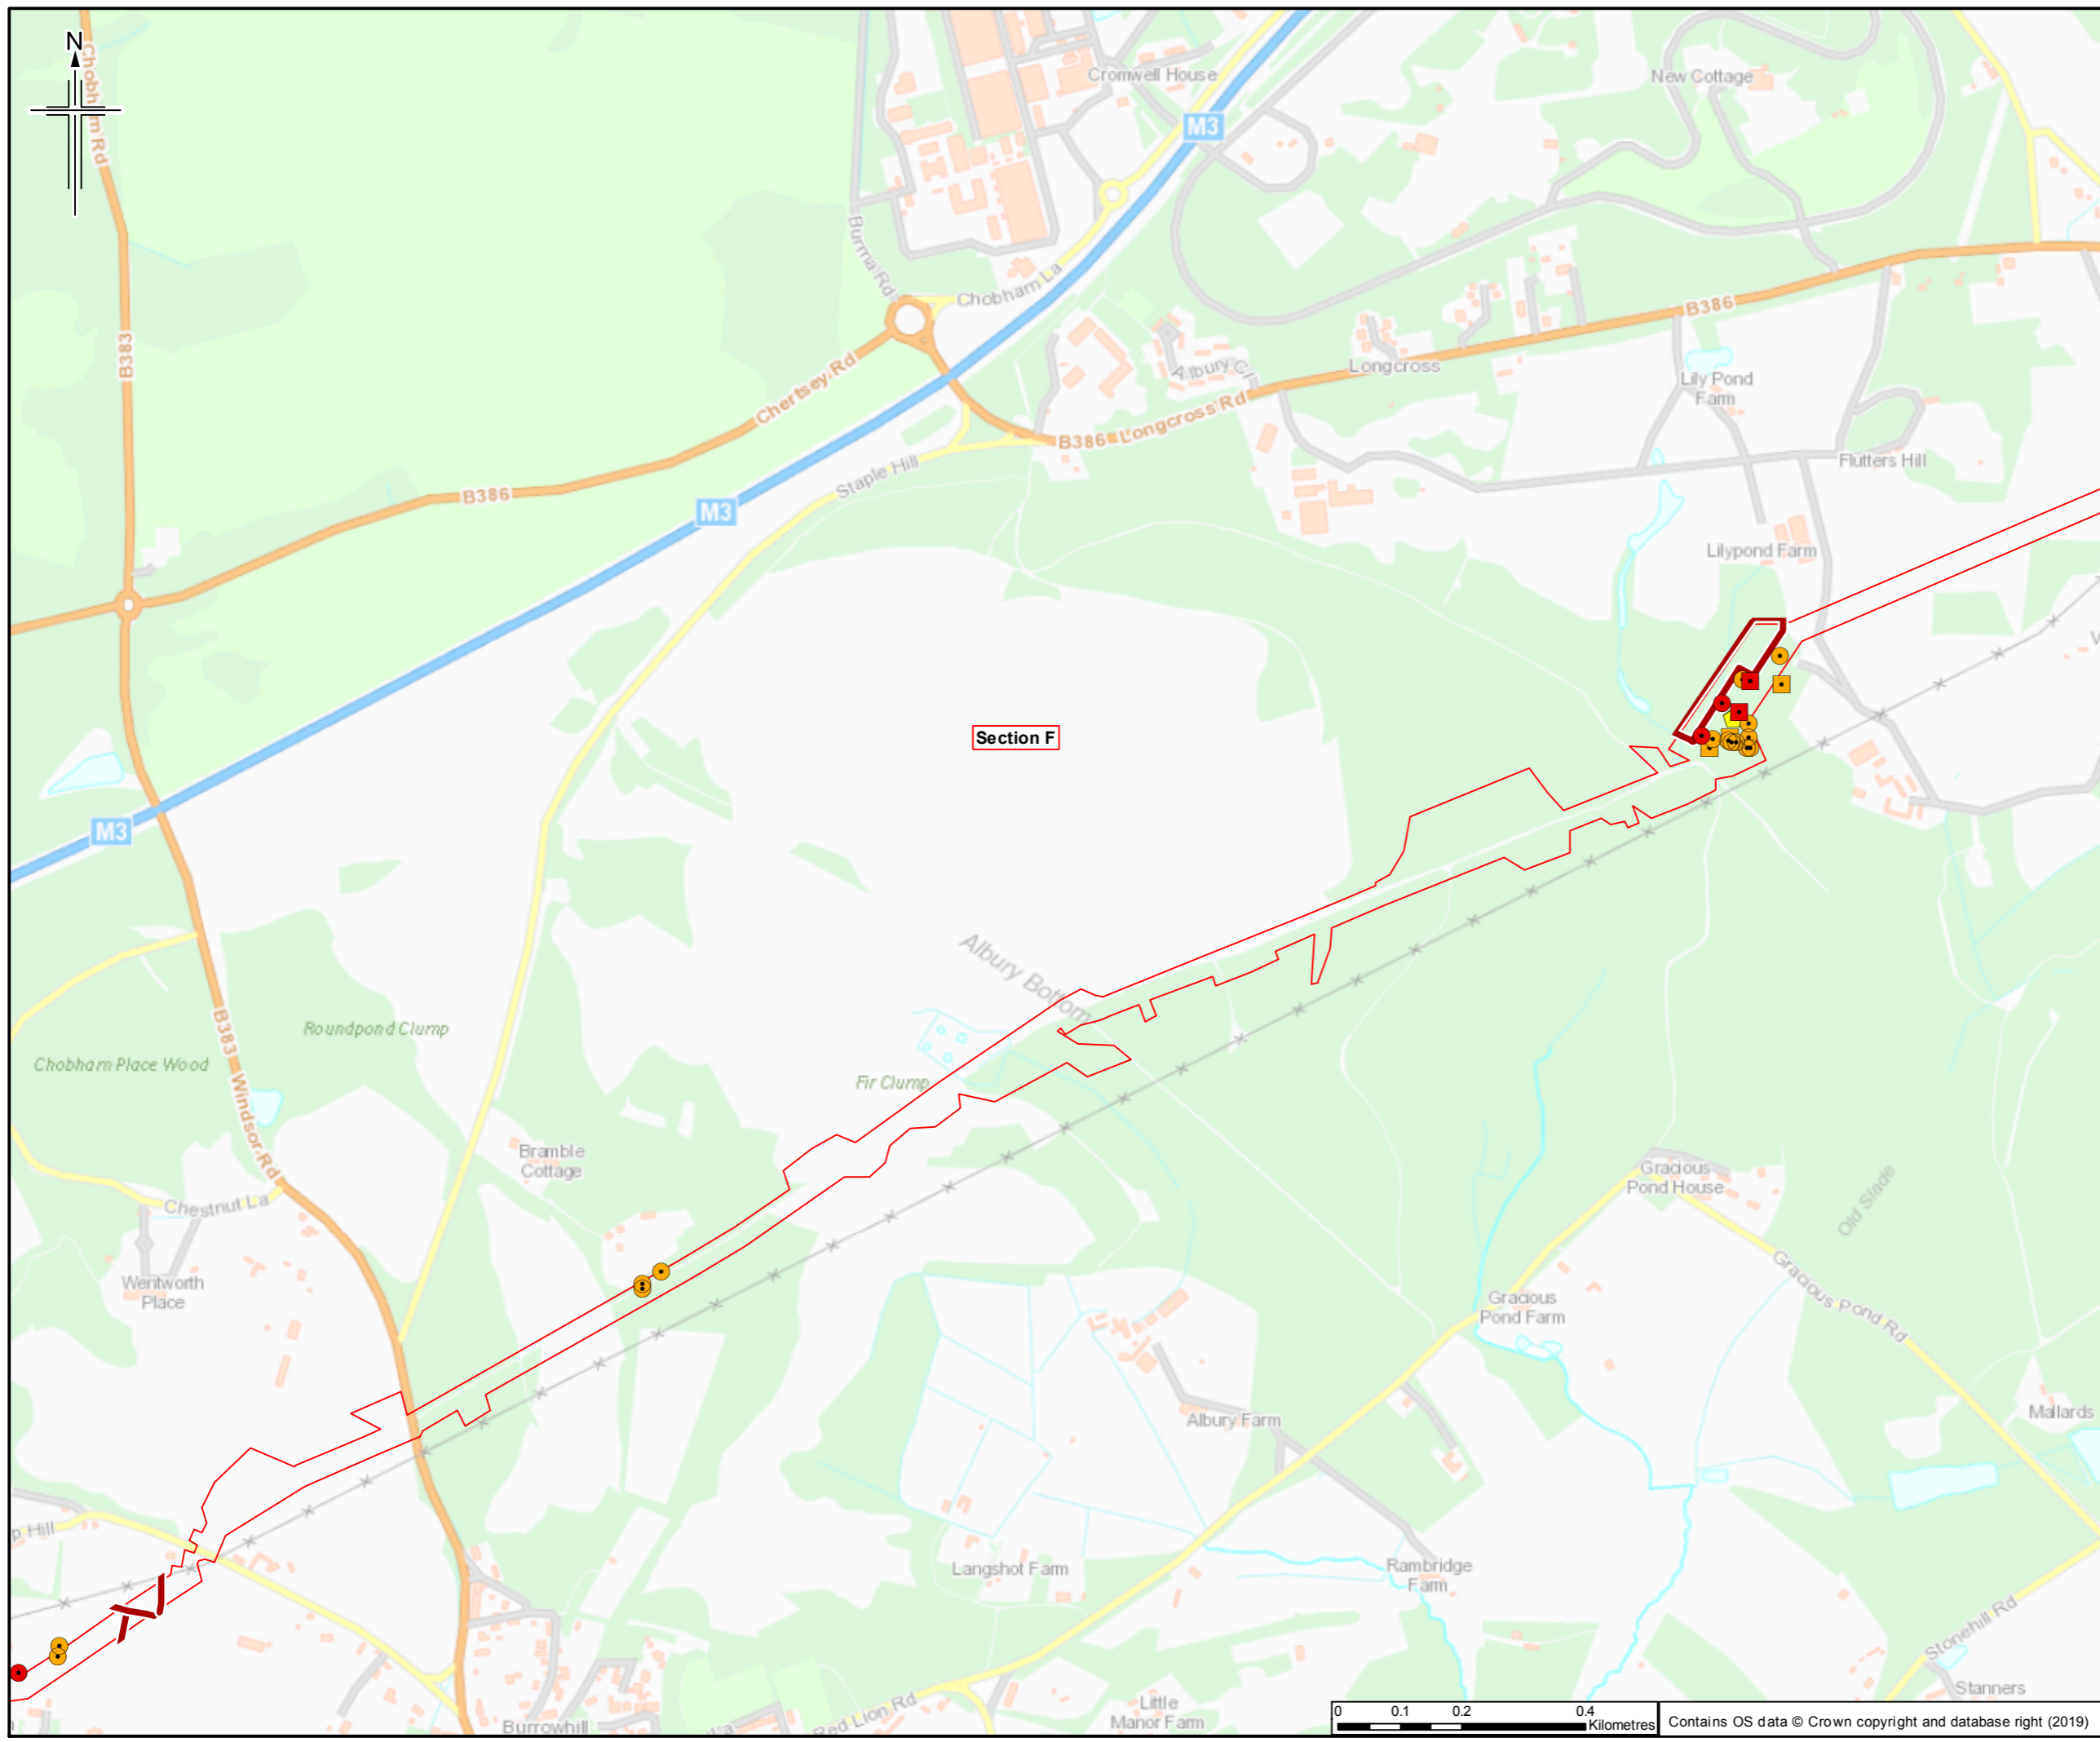 N
Chobham Rd
Cromwell House
New Cottage
M3
Burma Rd
Chobham La
B386
B383
Longcross
Albury Cl
Chertsey Rd
Lily Pond
Farm
B386 Longcross Rd
Staple Hill
Flutters Hill
B386
M3
Lilypond Farm
Section F
M3
Albury Bottom
Roundpond Clump
Chobham Place Wood
Fir Clump
B383 Windsor Rd
Bramble
Cottage
Chestnut La
Gracious
Pond House
Old Slade
Wentworth
Place
Gracious
Pond Farm
Gracious Pond Rd
Albury Farm
Mallards
Hill
Langshot Farm
Rambridge
Farm
Stonehill Rd
Stanners
Little
Manor Farm
Red Lion Rd
Burrowhill
0 0.1 0.2 0.4
Kilometres
Contains OS data © Crown copyright and database right (2019)